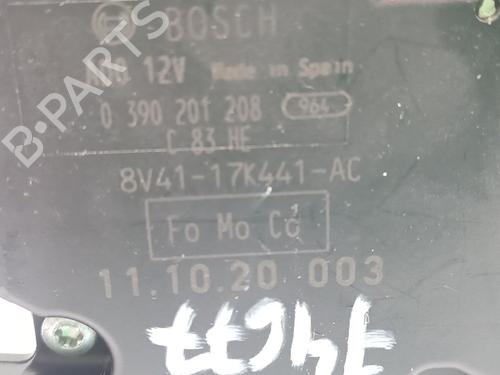 BOSCH
12V Made in Spain
0 390 201 208 964
C 83 HE
8V41-17K441-AC
Fo Mo Co
11.10.20 003
B-PARTS